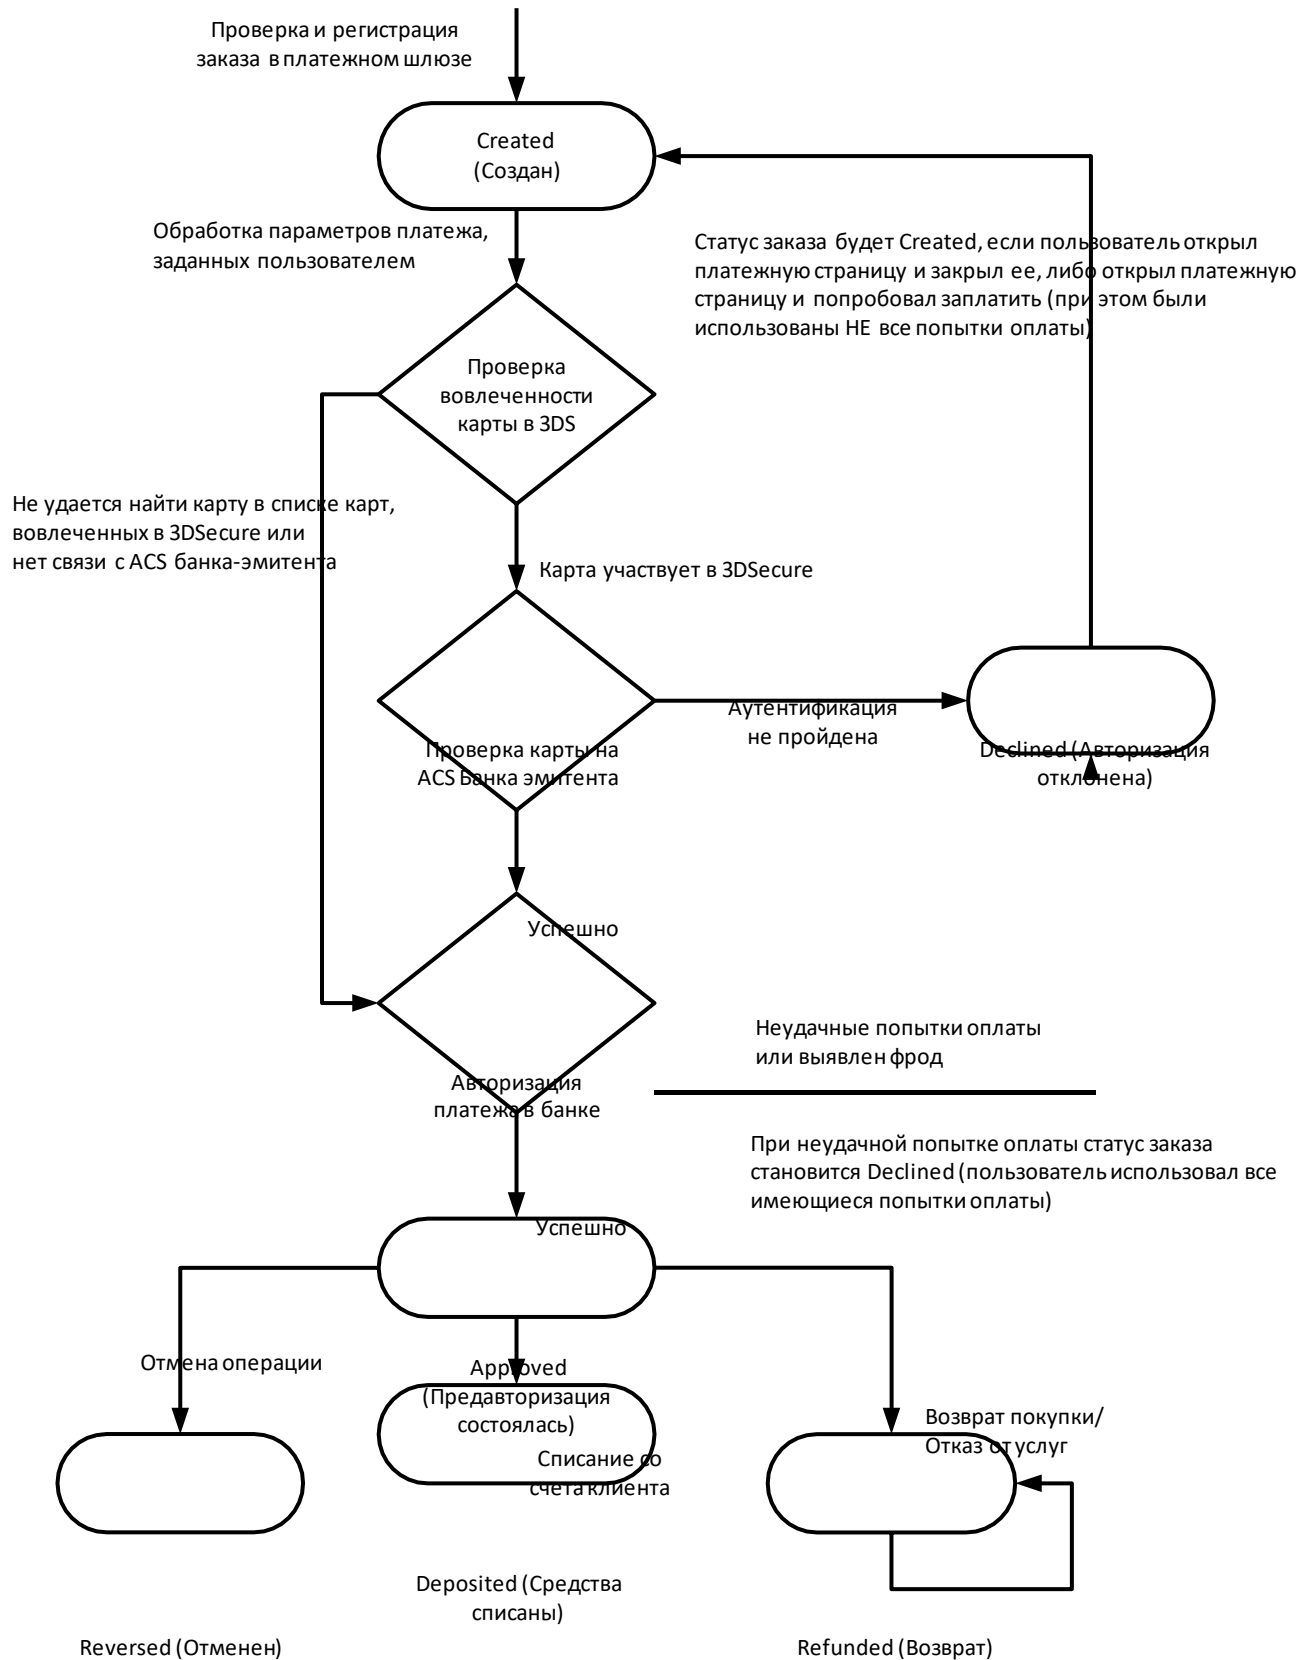 Проверка и регистрация
заказа в платежном шлюзе
Created
(Создан)
Обработка параметров платежа,
заданных пользователем
Статус заказа будет Created, если пользователь открыл
платежную страницу и закрыл ее, либо открыл платежную
страницу и попробовал заплатить (при этом были
использованы НЕ все попытки оплаты)
Проверка
вовлеченности
карты в 3DS
Не удается найти карту в списке карт,
вовлеченных в 3DSecure или
нет связи с ACS банка-эмитента
Карта участвует в 3DSecure
Аутентификация
не пройдена
Проверка карты на
ACS Банка эмитента
Declined (Авторизация
отклонена)
Успешно
Неудачные попытки оплаты
или выявлен фрод
Авторизация
платежа в банке
При неудачной попытке оплаты статус заказа
становится Declined (пользователь использовал все
имеющиеся попытки оплаты)
Успешно
Отмена операции
Approved
(Предавторизация
состоялась)
Возврат покупки/
Отказ от услуг
Списание со
счета клиента
Deposited (Средства
списаны)
Reversed (Отменен)
Refunded (Возврат)